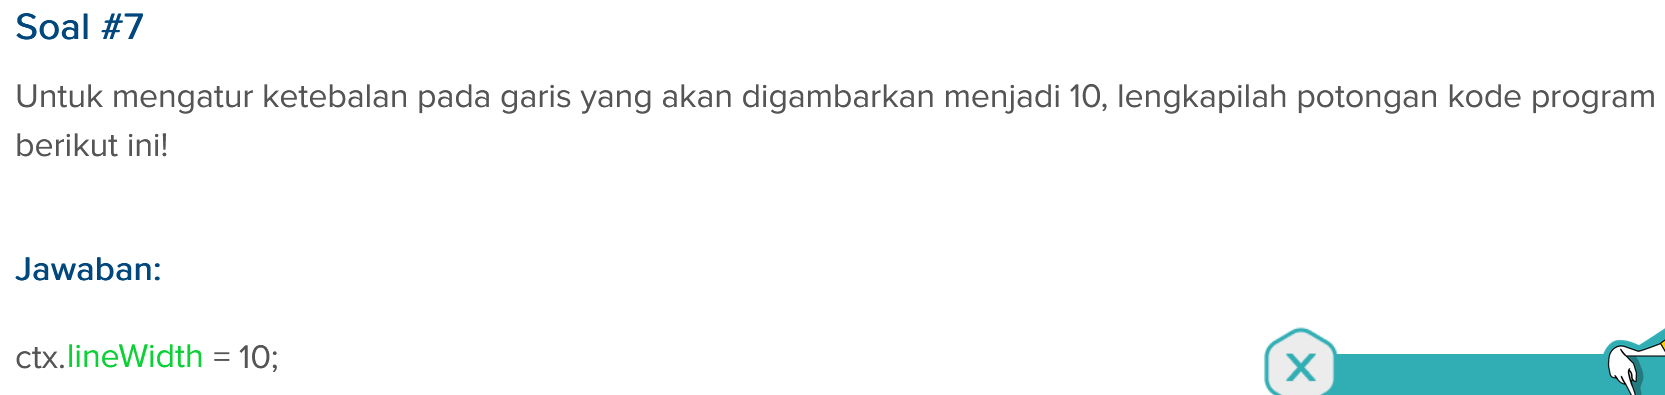 Soal #7
Untuk mengatur ketebalan pada garis yang akan digambarkan menjadi 10, lengkapilah potongan kode program
berikut ini!
Jawaban:
ctx.lineWidth = 10;
X